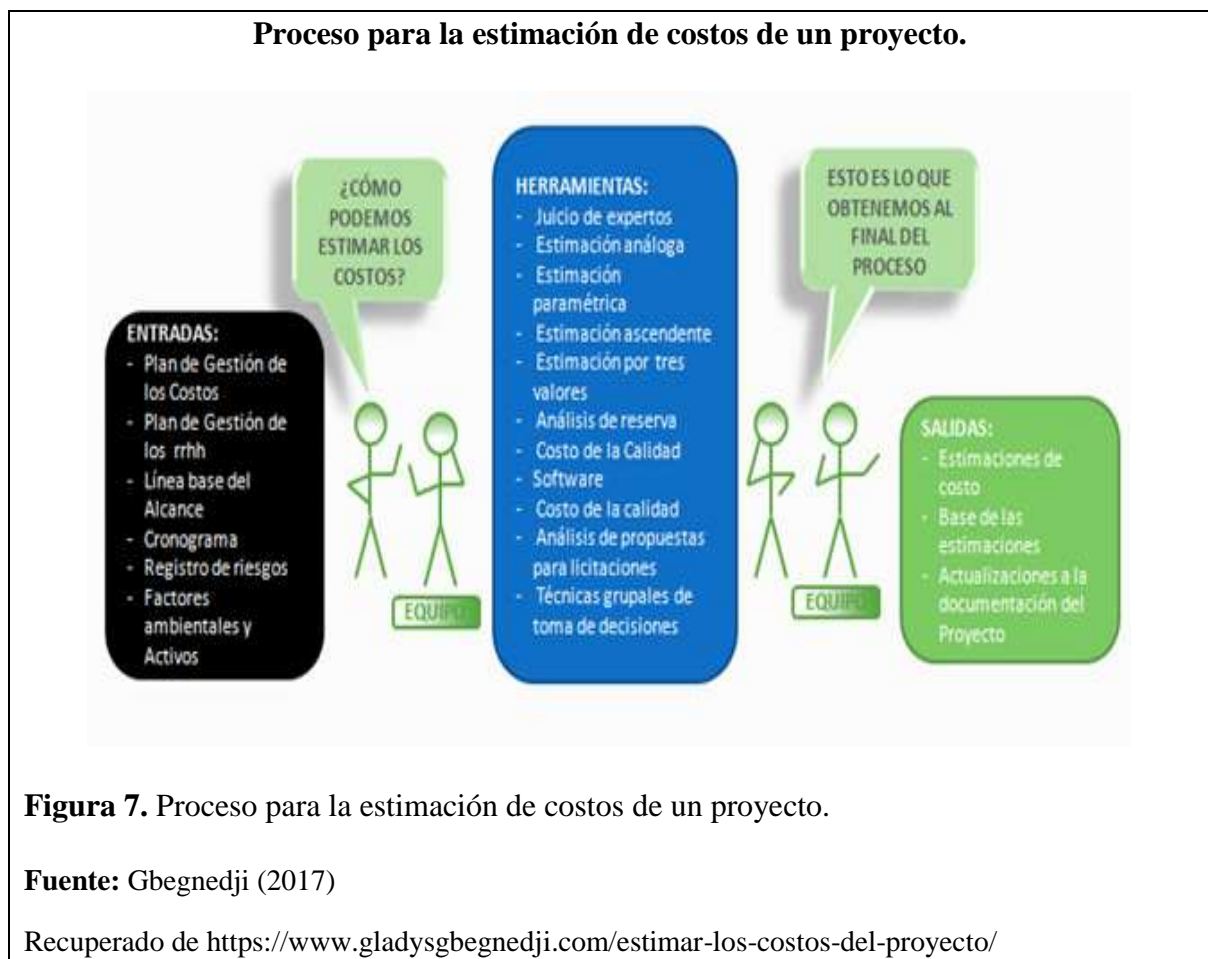 Proceso para la estimación de costos de un proyecto.
¿CÓMO
PODEMOS
ESTIMAR LOS
COSTOS?
ENTRADAS:
- Plan de Gestión de
los Costos
- Plan de Gestión de
los rrhh
- Línea base del
Alcance
- Cronograma
- Registro de riesgos
- Factores
ambientales y
Activos
EQUIPO
HERRAMIENTAS:
- Juicio de expertos
- Estimación análoga
- Estimación
paramétrica
- Estimación ascendente
- Estimación por tres
valores
- Análisis de reserva
- Costo de la Calidad
- Software
- Costo de la calidad
- Análisis de propuestas
para licitaciones
- Técnicas grupales de
toma de decisiones
ESTO ES LO QUE
OBTENEMOS AL
FINAL DEL
PROCESO
EQUIPO
SALIDAS:
- Estimaciones de
costo
- Base de las
estimaciones
- Actualizaciones a la
documentación del
Proyecto
Figura 7. Proceso para la estimación de costos de un proyecto.
Fuente: Gbegnedji (2017)
Recuperado de https://www.gladysgbegnedji.com/estimar-los-costos-del-proyecto/